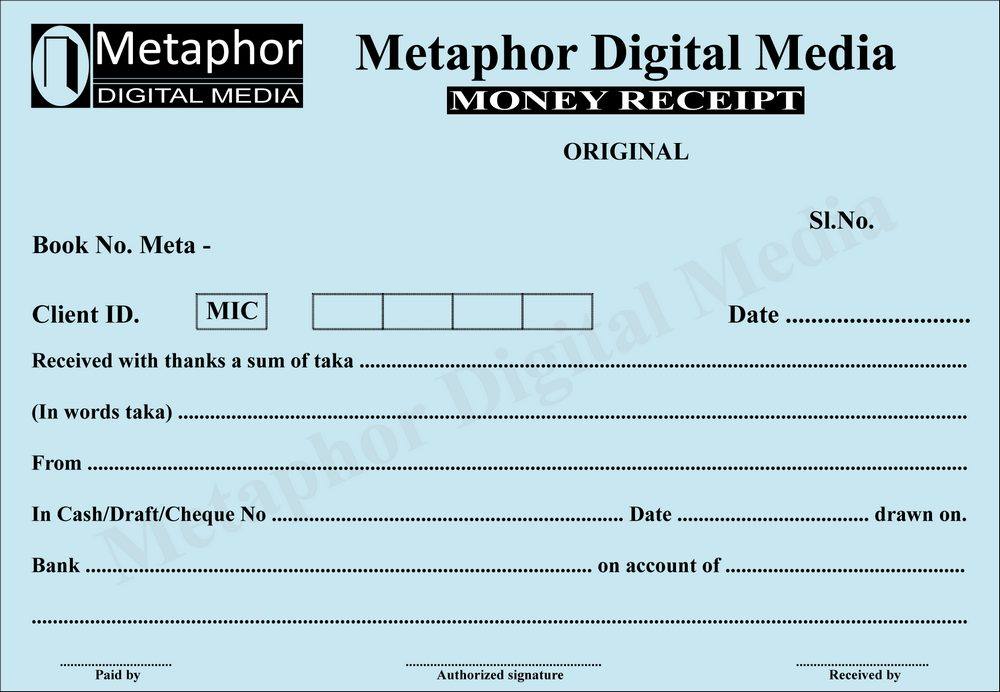 Metaphor
DIGITAL MEDIA
Metaphor Digital Media
MONEY RECEIPT
ORIGINAL
Sl.No.
Book No. Meta -
Client ID. MIC Date .............................
Received with thanks a sum of taka ................................................................
(In words taka) ................................................................
From ................................................................
In Cash/Draft/Cheque No ................................ Date ................................ drawn on.
Bank ................................ on account of ................................
................................................................
Paid by Authorized signature Received by
Metaphor Digital Media